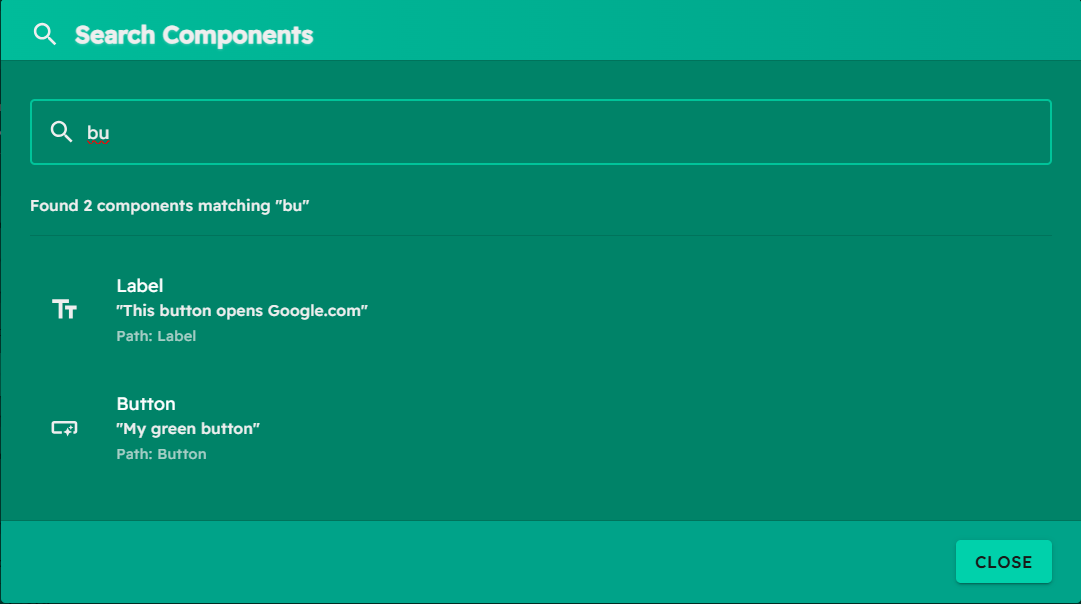 Search Components
bu
Found 2 components matching "bu"
Label
"This button opens Google.com"
Path: Label
Button
"My green button"
Path: Button
CLOSE